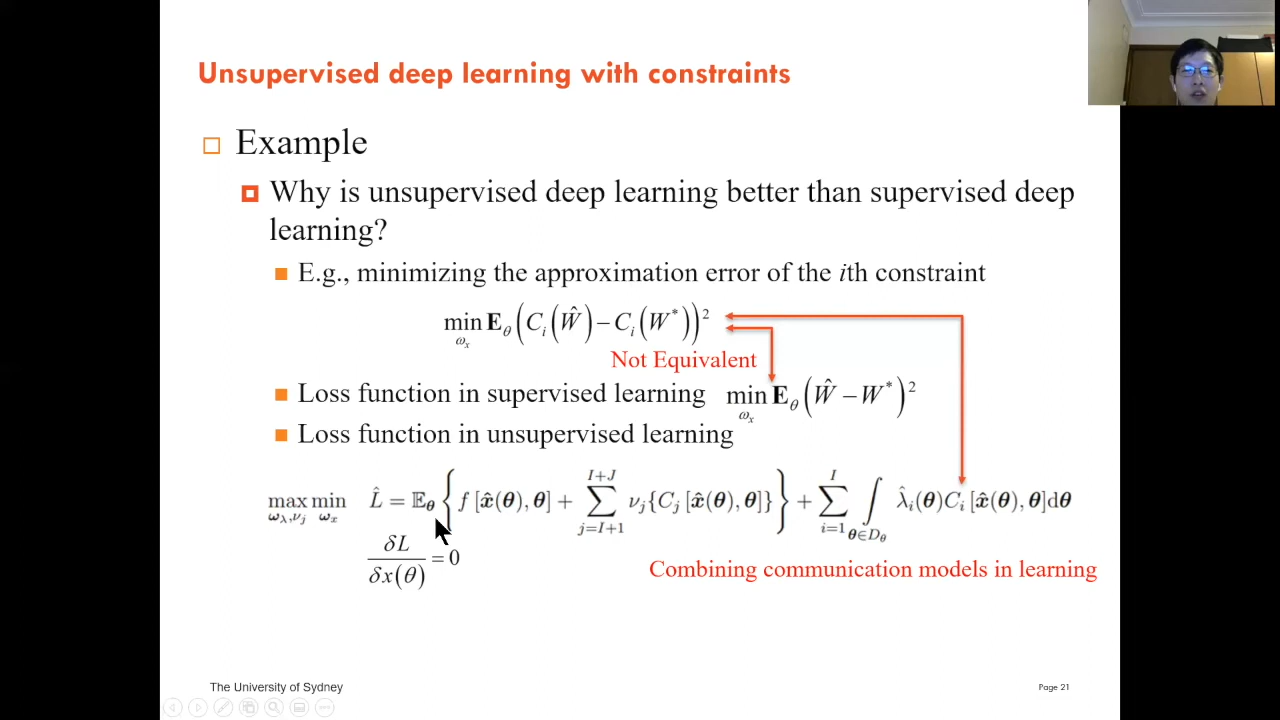 Unsupervised deep learning with constraints
Example
Why is unsupervised deep learning better than supervised deep
learning?
E.g., minimizing the approximation error of the ith constraint
min_{ω_x} E_θ (C_i(Ŵ) − C_i(W*))²
Not Equivalent
Loss function in supervised learning min_{ω_x} E_θ (Ŵ − W*)²
Loss function in unsupervised learning
max_{ω_λ,ν_j} min_{ω_x} L̂ = 𝔼_θ { f [x̂(θ), θ] + ∑_{j=I+1}^{I+J} ν_j{C_j [x̂(θ), θ]} } + ∑_{i=1}^{I} ∫_{θ∈D_θ} λ̂_i(θ)C_i [x̂(θ), θ]dθ
δL / δx(θ) = 0
Combining communication models in learning
The University of Sydney
Page 21